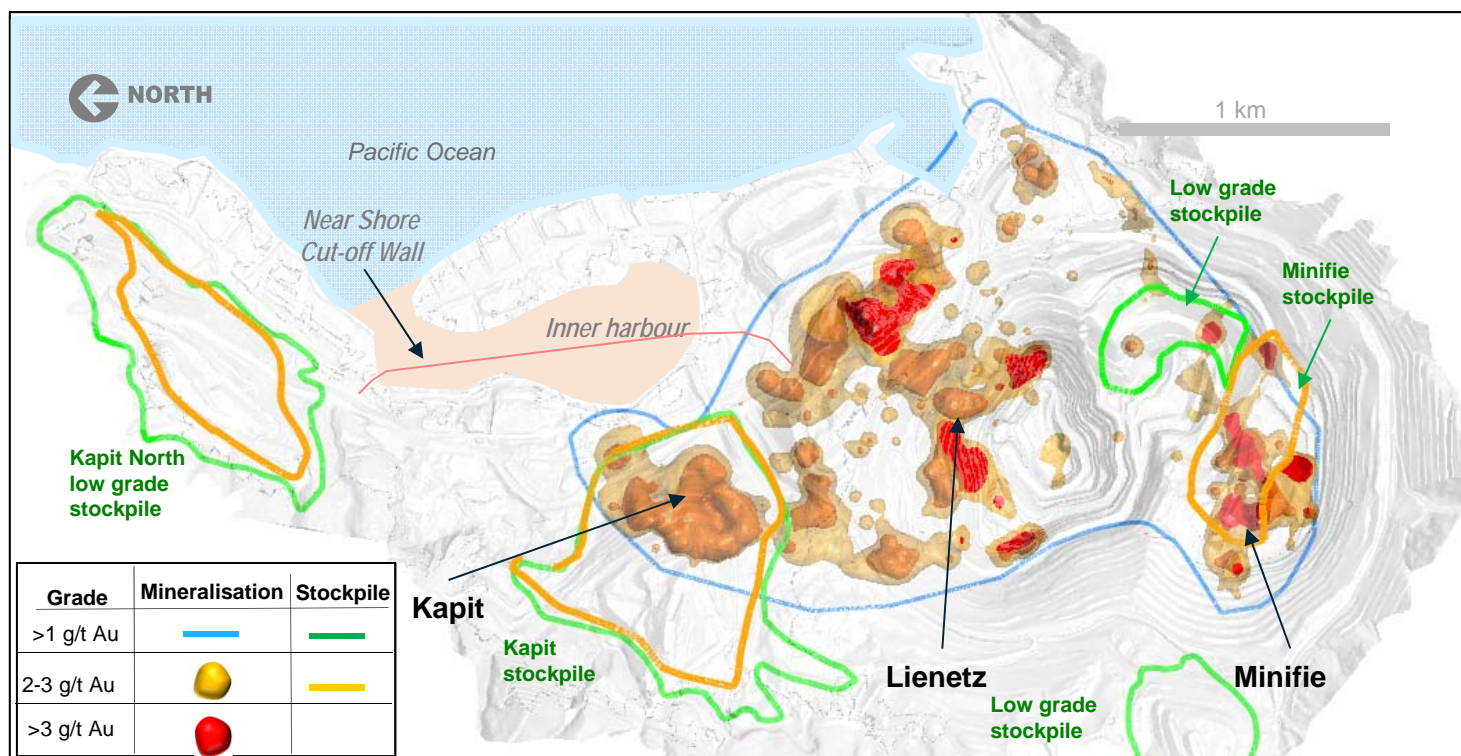 NORTH
1 km
Pacific Ocean
Low grade
stockpile
Near Shore
Cut-off Wall
Minifie
stockpile
Inner harbour
Kapit North
low grade
stockpile
Kapit
Kapit
stockpile
Lienetz
Minifie
Low grade
stockpile
Grade Mineralisation Stockpile
>1 g/t Au
2-3 g/t Au
>3 g/t Au